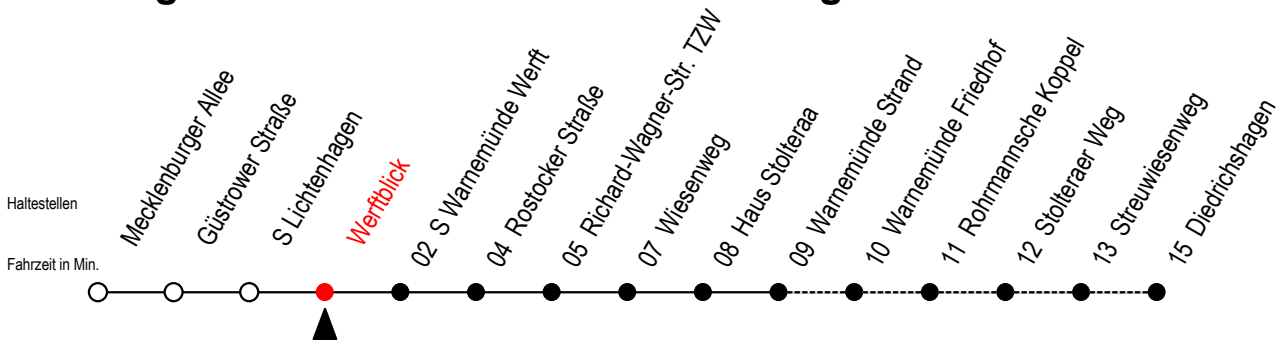 Haltestellen
Fahrzeit in Min.
Mecklenburger Allee
Güstrower Straße
S Lichtenhagen
Werftblick
02 S Warnemünde Werft
04 Rostocker Straße
05 Richard-Wagner-Str. TZW
07 Wiesenweg
08 Haus Stolteraa
09 Warnemünde Strand
10 Warnemünde Friedhof
11 Rohrmannsche Koppel
12 Stolteraer Weg
13 Streuwiesenweg
15 Diedrichshagen